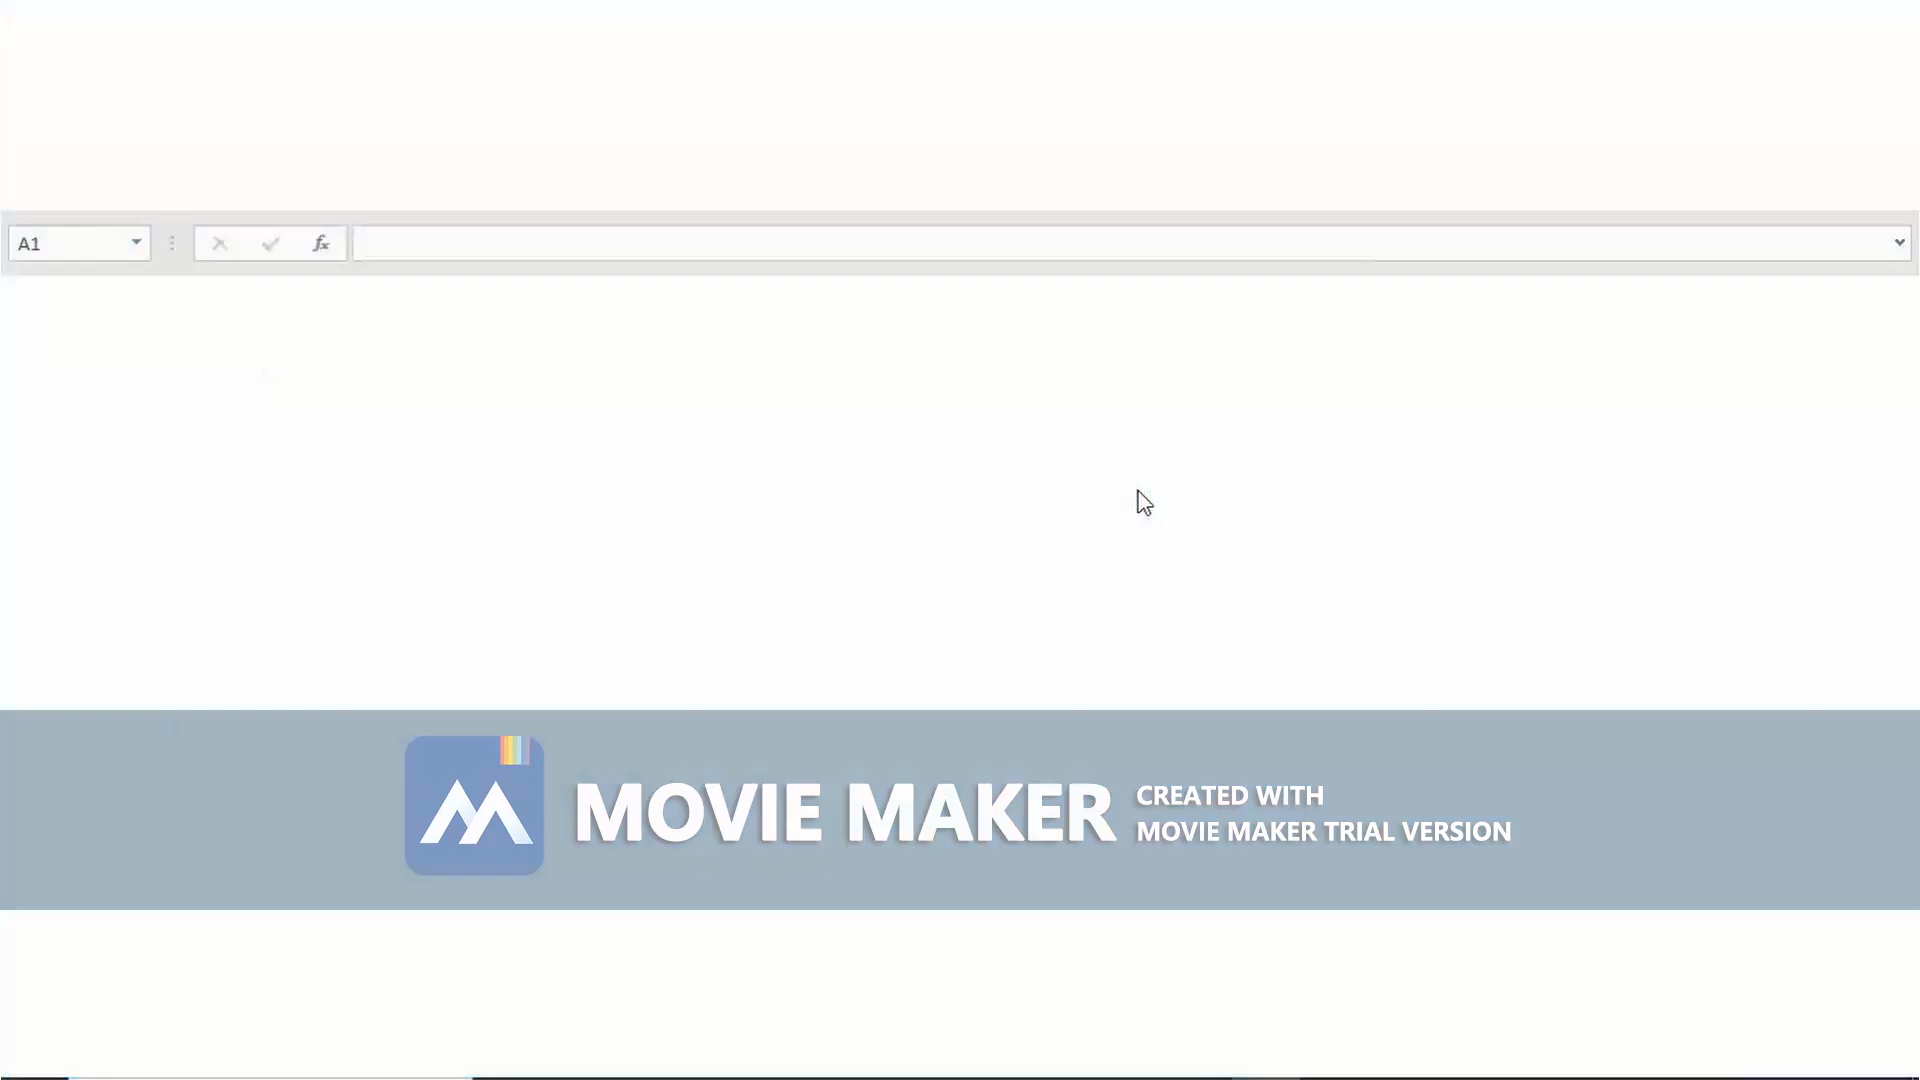 A1
fx
MOVIE MAKER
CREATED WITH
MOVIE MAKER TRIAL VERSION